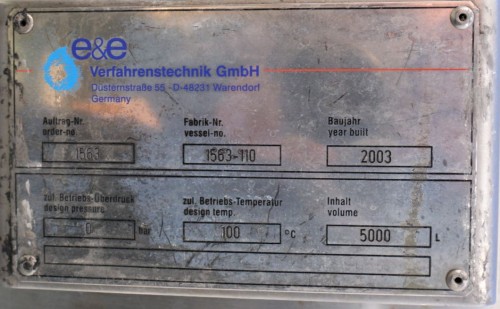 e&e
Verfahrenstechnik GmbH
Düsternstraße 55 · D-48231 Warendorf
Germany
Auftrag-Nr. Fabrik-Nr. Baujahr
order-no. vessel-no. year built
1563 1563-110 2003
zul. Betriebs-Überdruck zul. Betriebs-Temperatur Inhalt
design pressure design temp. volume
0 bar 100 °C 5000 L